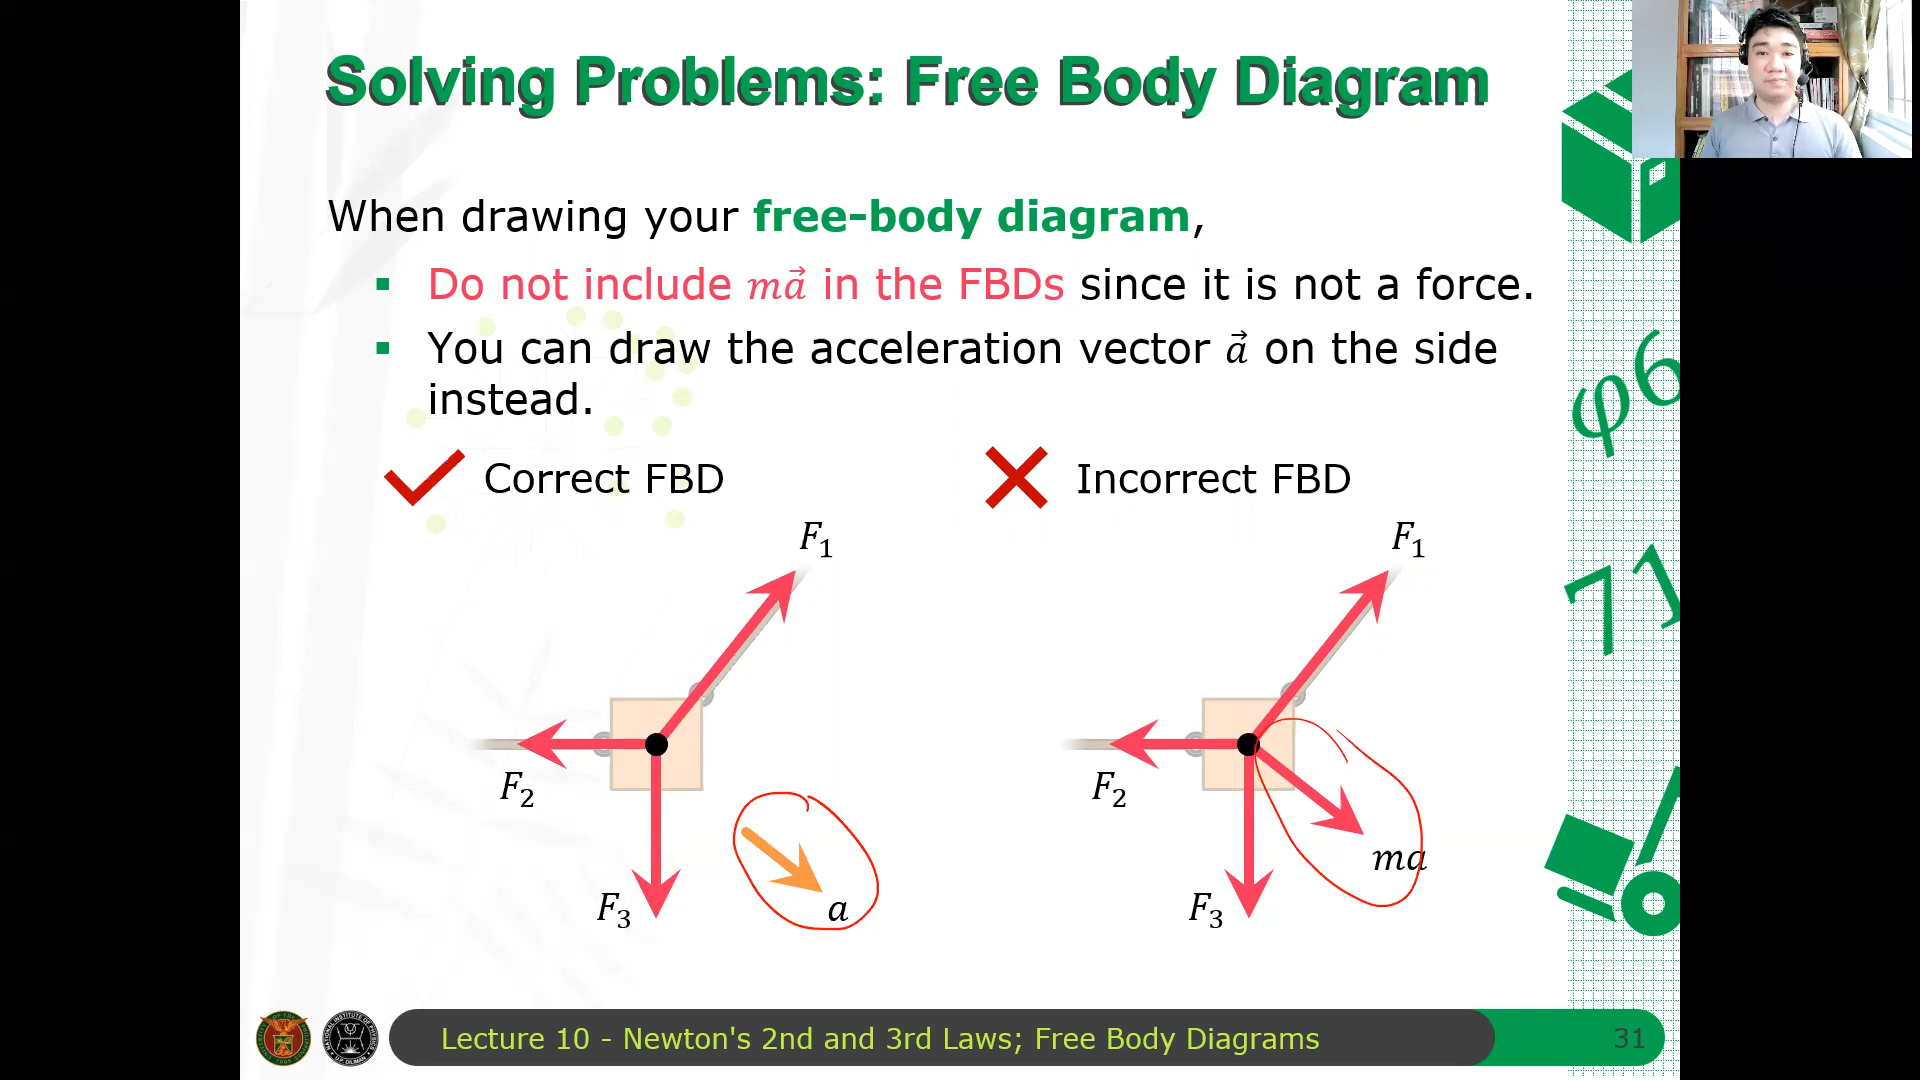 Solving Problems: Free Body Diagram
When drawing your free-body diagram,
▪ Do not include 𝑚𝑎⃗ in the FBDs since it is not a force.
▪ You can draw the acceleration vector 𝑎⃗ on the side
instead.
Correct FBD
Incorrect FBD
F₁
F₂
F₃
a
F₁
F₂
F₃
ma
φ6
71
Lecture 10 - Newton's 2nd and 3rd Laws; Free Body Diagrams
31